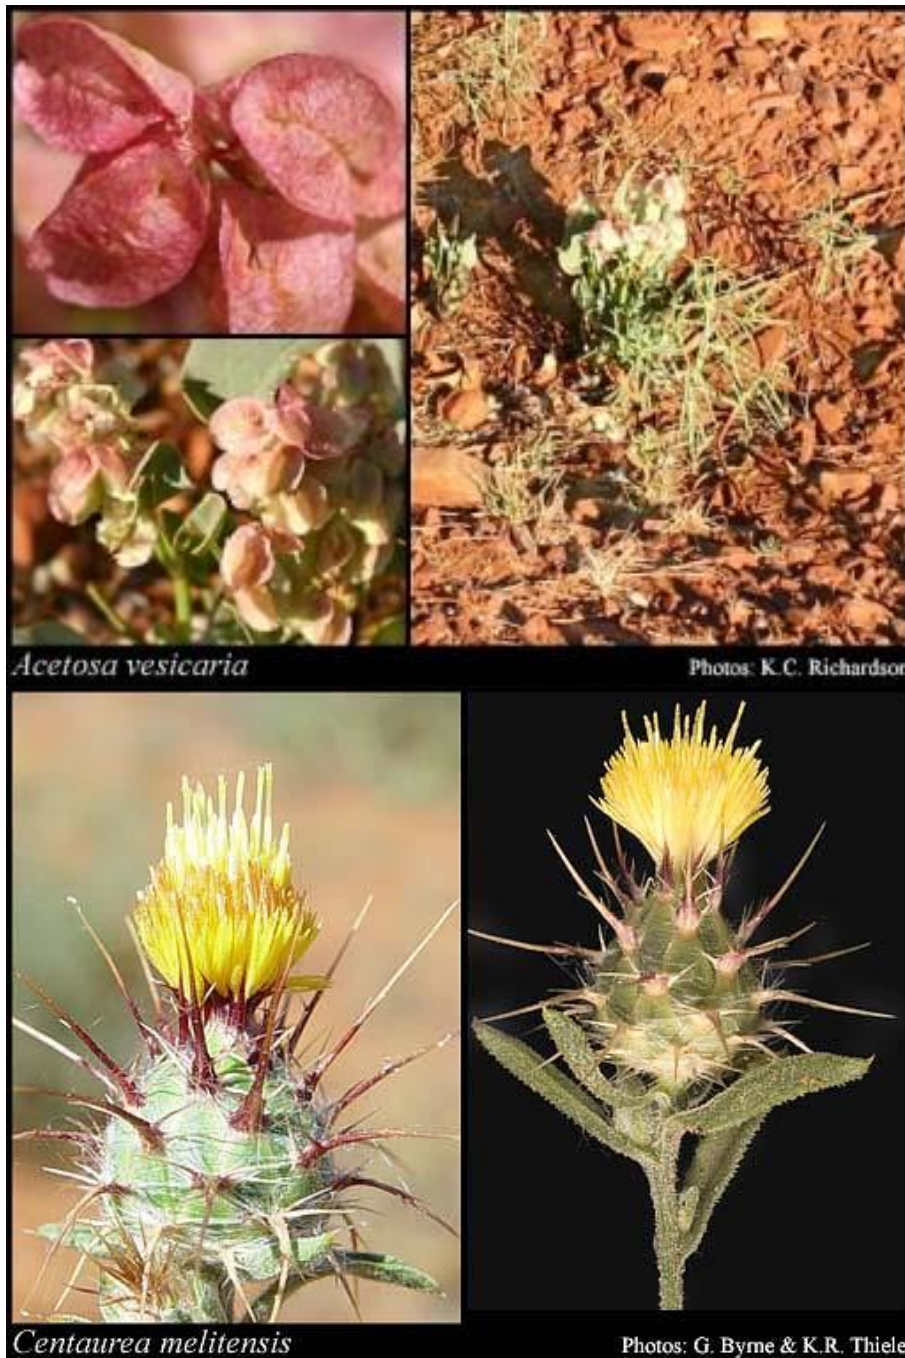 Acetosa vesicaria
Photos: K.C. Richardson
Centaurea melitensis
Photos: G. Byrne & K.R. Thiele